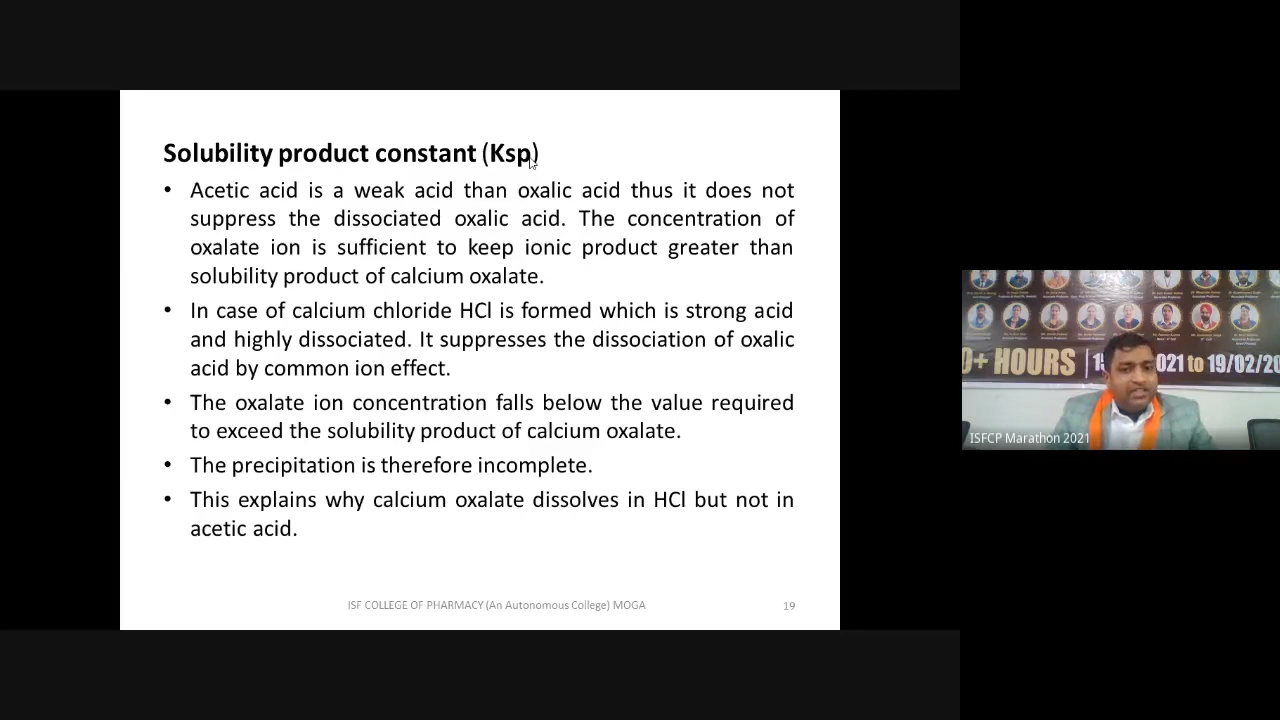 Solubility product constant (Ksp)
• Acetic acid is a weak acid than oxalic acid thus it does not
suppress the dissociated oxalic acid. The concentration of
oxalate ion is sufficient to keep ionic product greater than
solubility product of calcium oxalate.
• In case of calcium chloride HCl is formed which is strong acid
and highly dissociated. It suppresses the dissociation of oxalic
acid by common ion effect.
• The oxalate ion concentration falls below the value required
to exceed the solubility product of calcium oxalate.
• The precipitation is therefore incomplete.
• This explains why calcium oxalate dissolves in HCl but not in
acetic acid.
ISF COLLEGE OF PHARMACY (An Autonomous College) MOGA
19
0+ HOURS
021 to 19/02/20
ISFCP Marathon 2021